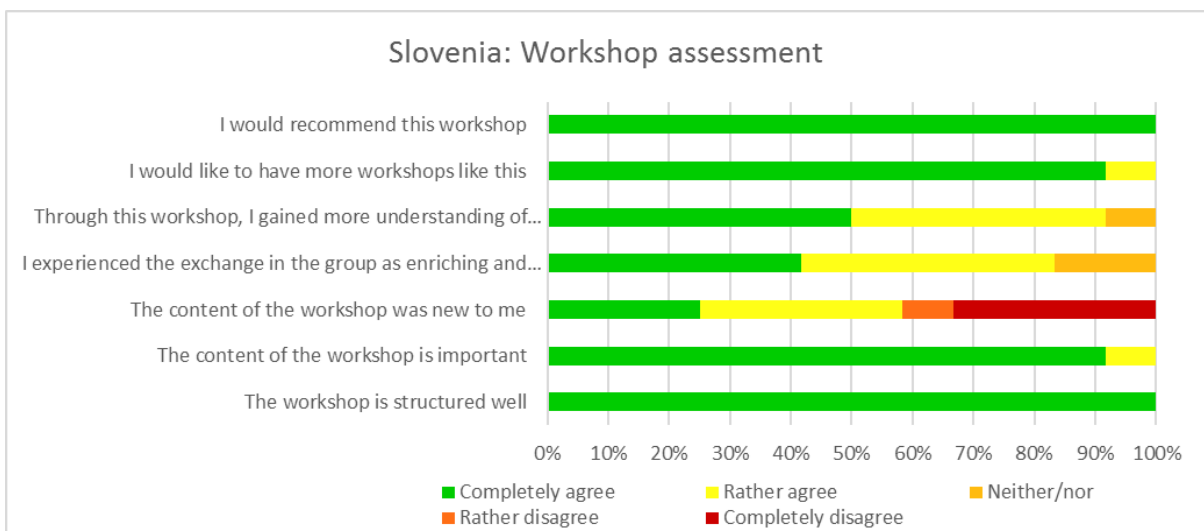 Slovenia: Workshop assessment
I would recommend this workshop
I would like to have more workshops like this
Through this workshop, I gained more understanding of...
I experienced the exchange in the group as enriching and...
The content of the workshop was new to me
The content of the workshop is important
The workshop is structured well
0% 10% 20% 30% 40% 50% 60% 70% 80% 90% 100%
Completely agree Rather agree Neither/nor
Rather disagree Completely disagree